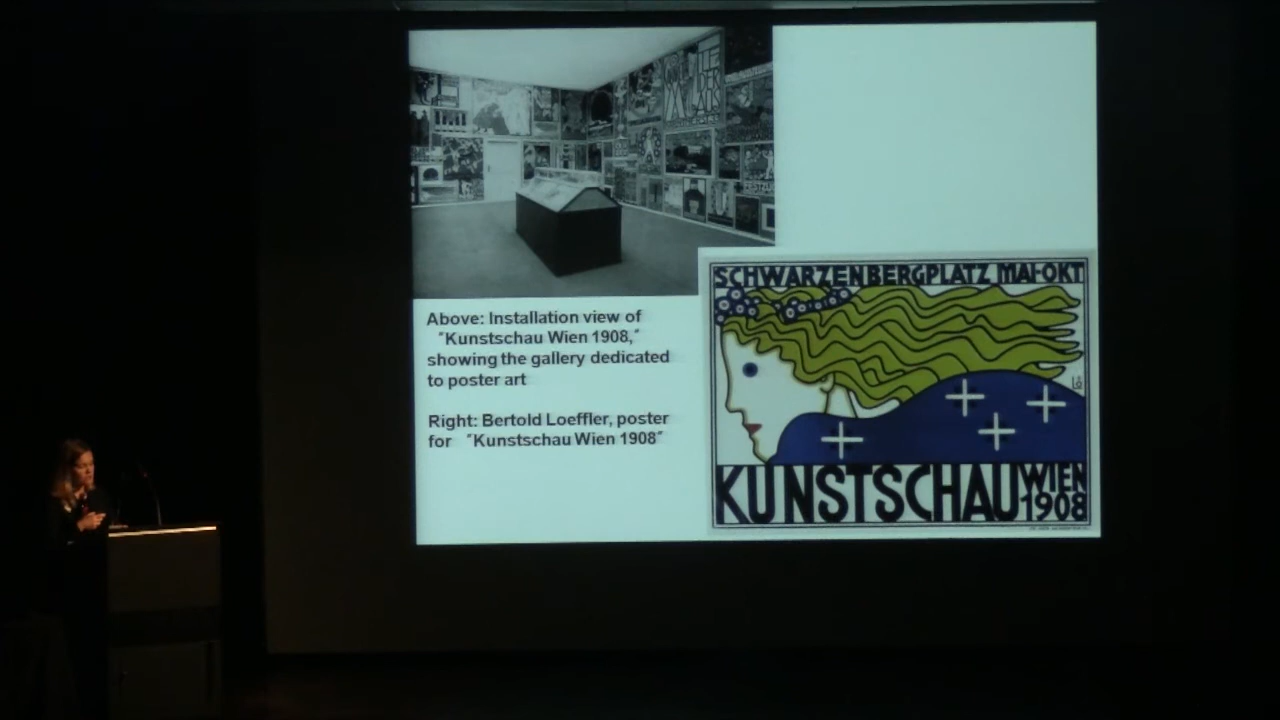 Above: Installation view of
"Kunstschau Wien 1908,"
showing the gallery dedicated
to poster art
Right: Bertold Loeffler, poster
for "Kunstschau Wien 1908"
SCHWARZENBERGPLATZ MAI-OKT
KUNSTSCHAU WIEN
1908